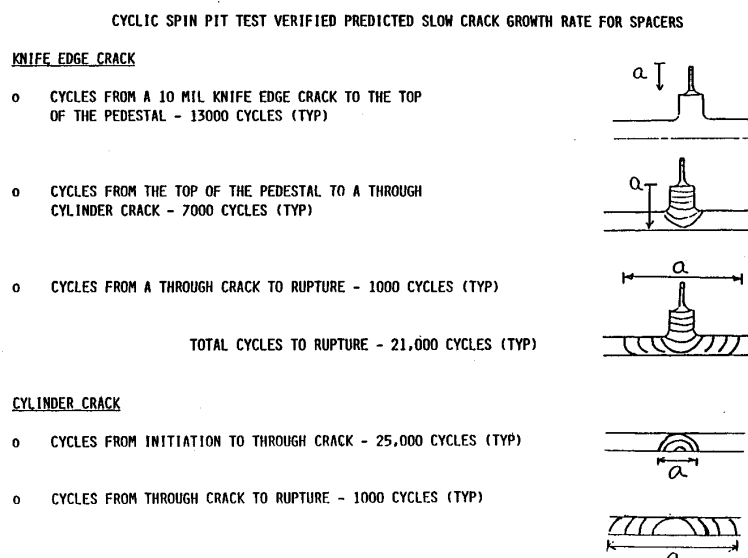 CYCLIC SPIN PIT TEST VERIFIED PREDICTED SLOW CRACK GROWTH RATE FOR SPACERS
KNIFE EDGE CRACK
o CYCLES FROM A 10 MIL KNIFE EDGE CRACK TO THE TOP
OF THE PEDESTAL - 13000 CYCLES (TYP)
a
o CYCLES FROM THE TOP OF THE PEDESTAL TO A THROUGH
CYLINDER CRACK - 7000 CYCLES (TYP)
a
a
o CYCLES FROM A THROUGH CRACK TO RUPTURE - 1000 CYCLES (TYP)
TOTAL CYCLES TO RUPTURE - 21,000 CYCLES (TYP)
CYLINDER CRACK
o CYCLES FROM INITIATION TO THROUGH CRACK - 25,000 CYCLES (TYP)
a
o CYCLES FROM THROUGH CRACK TO RUPTURE - 1000 CYCLES (TYP)